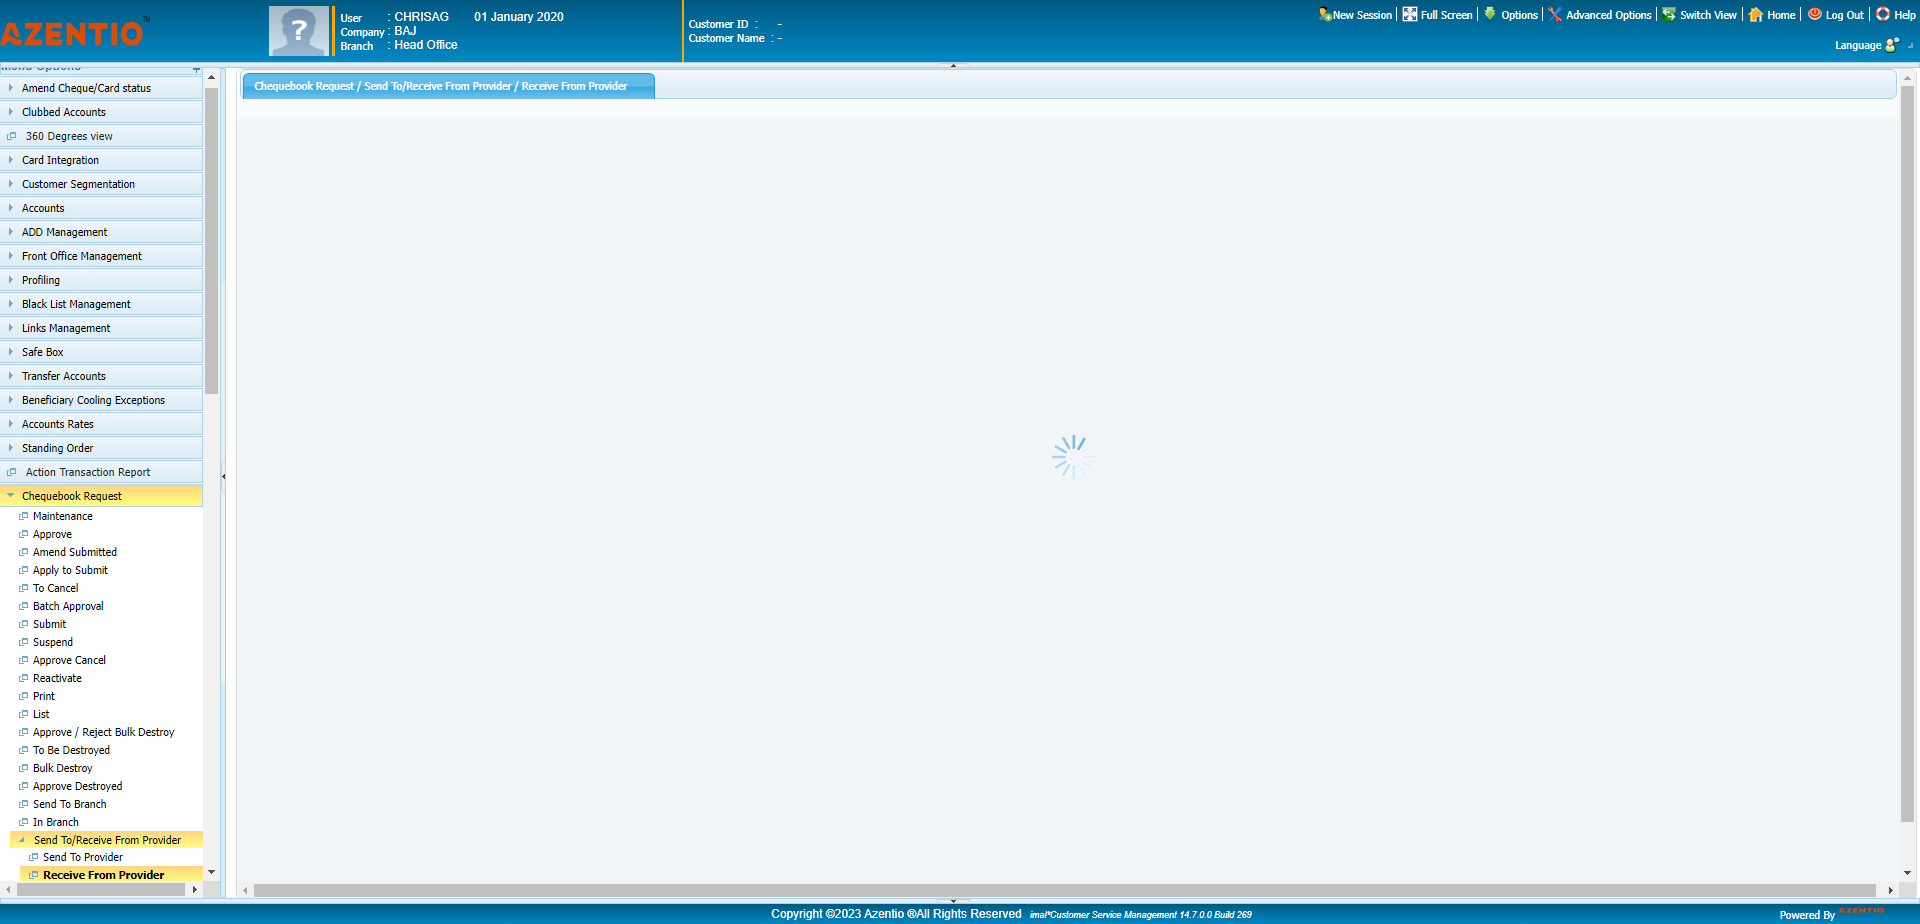 AZENTIO™
User : CHRISAG 01 January 2020
Company : BAJ
Branch : Head Office
Customer ID : -
Customer Name : -
New Session Full Screen Options Advanced Options Switch View Home Log Out Help
Language
Menu Options
Amend Cheque/Card status
Clubbed Accounts
360 Degrees view
Card Integration
Customer Segmentation
Accounts
ADD Management
Front Office Management
Profiling
Black List Management
Links Management
Safe Box
Transfer Accounts
Beneficiary Cooling Exceptions
Accounts Rates
Standing Order
Action Transaction Report
Chequebook Request
Maintenance
Approve
Amend Submitted
Apply to Submit
To Cancel
Batch Approval
Submit
Suspend
Approve Cancel
Reactivate
Print
List
Approve / Reject Bulk Destroy
To Be Destroyed
Bulk Destroy
Approve Destroyed
Send To Branch
In Branch
Send To/Receive From Provider
Send To Provider
Receive From Provider
Chequebook Request / Send To/Receive From Provider / Receive From Provider
Copyright ©2023 Azentio ®All Rights Reserved imal*Customer Service Management 14.7.0.0 Build 269
Powered By AZENTIO